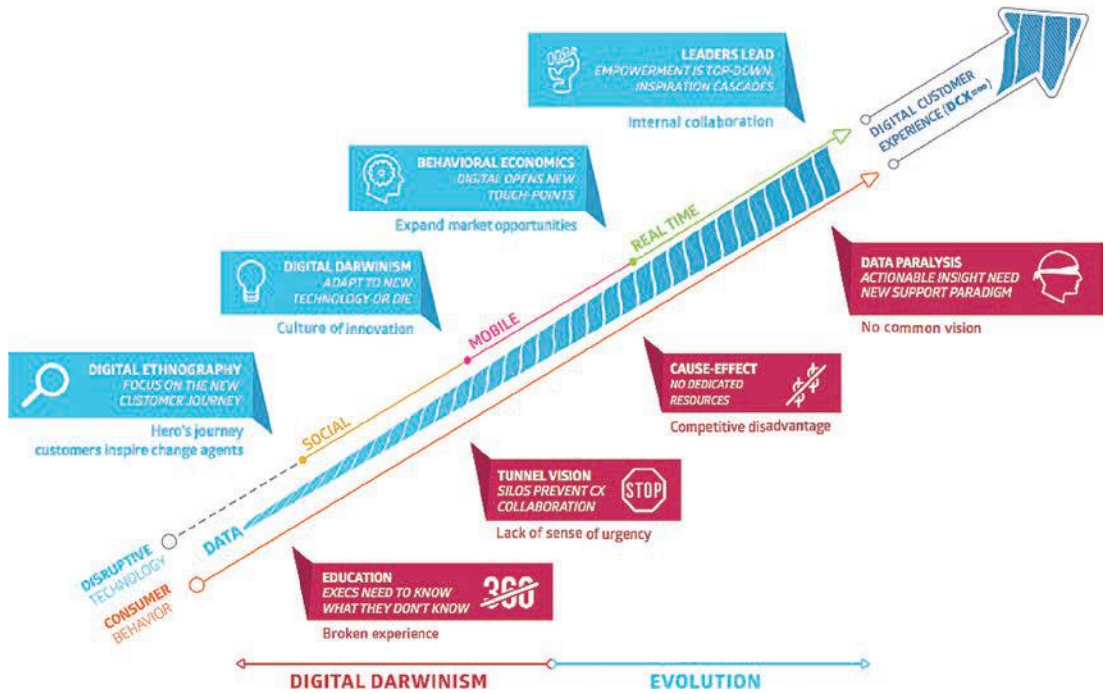 LEADERS LEAD
EMPOWERMENT IS TOP-DOWN,
INSPIRATION CASCADES
Internal collaboration
DIGITAL CUSTOMER
EXPERIENCE (DCX=∞)
BEHAVIORAL ECONOMICS
DIGITAL OPENS NEW
TOUCH-POINTS
Expand market opportunities
REAL TIME
DIGITAL DARWINISM
ADAPT TO NEW
TECHNOLOGY OR DIE
Culture of innovation
MOBILE
DATA PARALYSIS
ACTIONABLE INSIGHT NEED
NEW SUPPORT PARADIGM
No common vision
DIGITAL ETHNOGRAPHY
FOCUS ON THE NEW
CUSTOMER JOURNEY
Hero's journey
customers inspire change agents
SOCIAL
CAUSE-EFFECT
NO DEDICATED
RESOURCES
Competitive disadvantage
TUNNEL VISION
SILOS PREVENT CX
COLLABORATION
STOP
Lack of sense of urgency
DATA
DISRUPTIVE
TECHNOLOGY
CONSUMER
BEHAVIOR
EDUCATION
EXECS NEED TO KNOW
WHAT THEY DON'T KNOW
360
Broken experience
DIGITAL DARWINISM
EVOLUTION